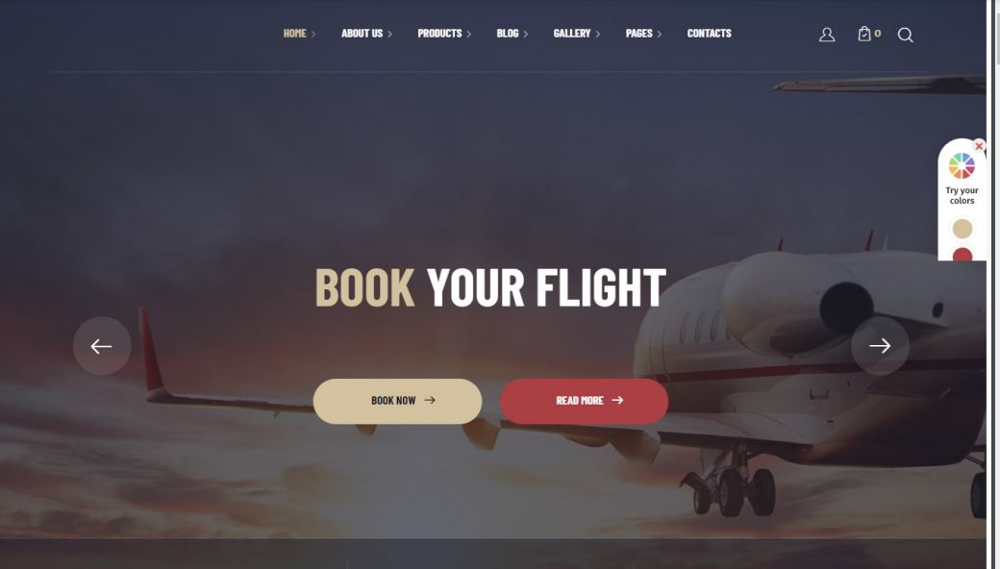 HOME ABOUT US PRODUCTS BLOG GALLERY PAGES CONTACTS 0
Try your
colors
BOOK YOUR FLIGHT
BOOK NOW READ MORE